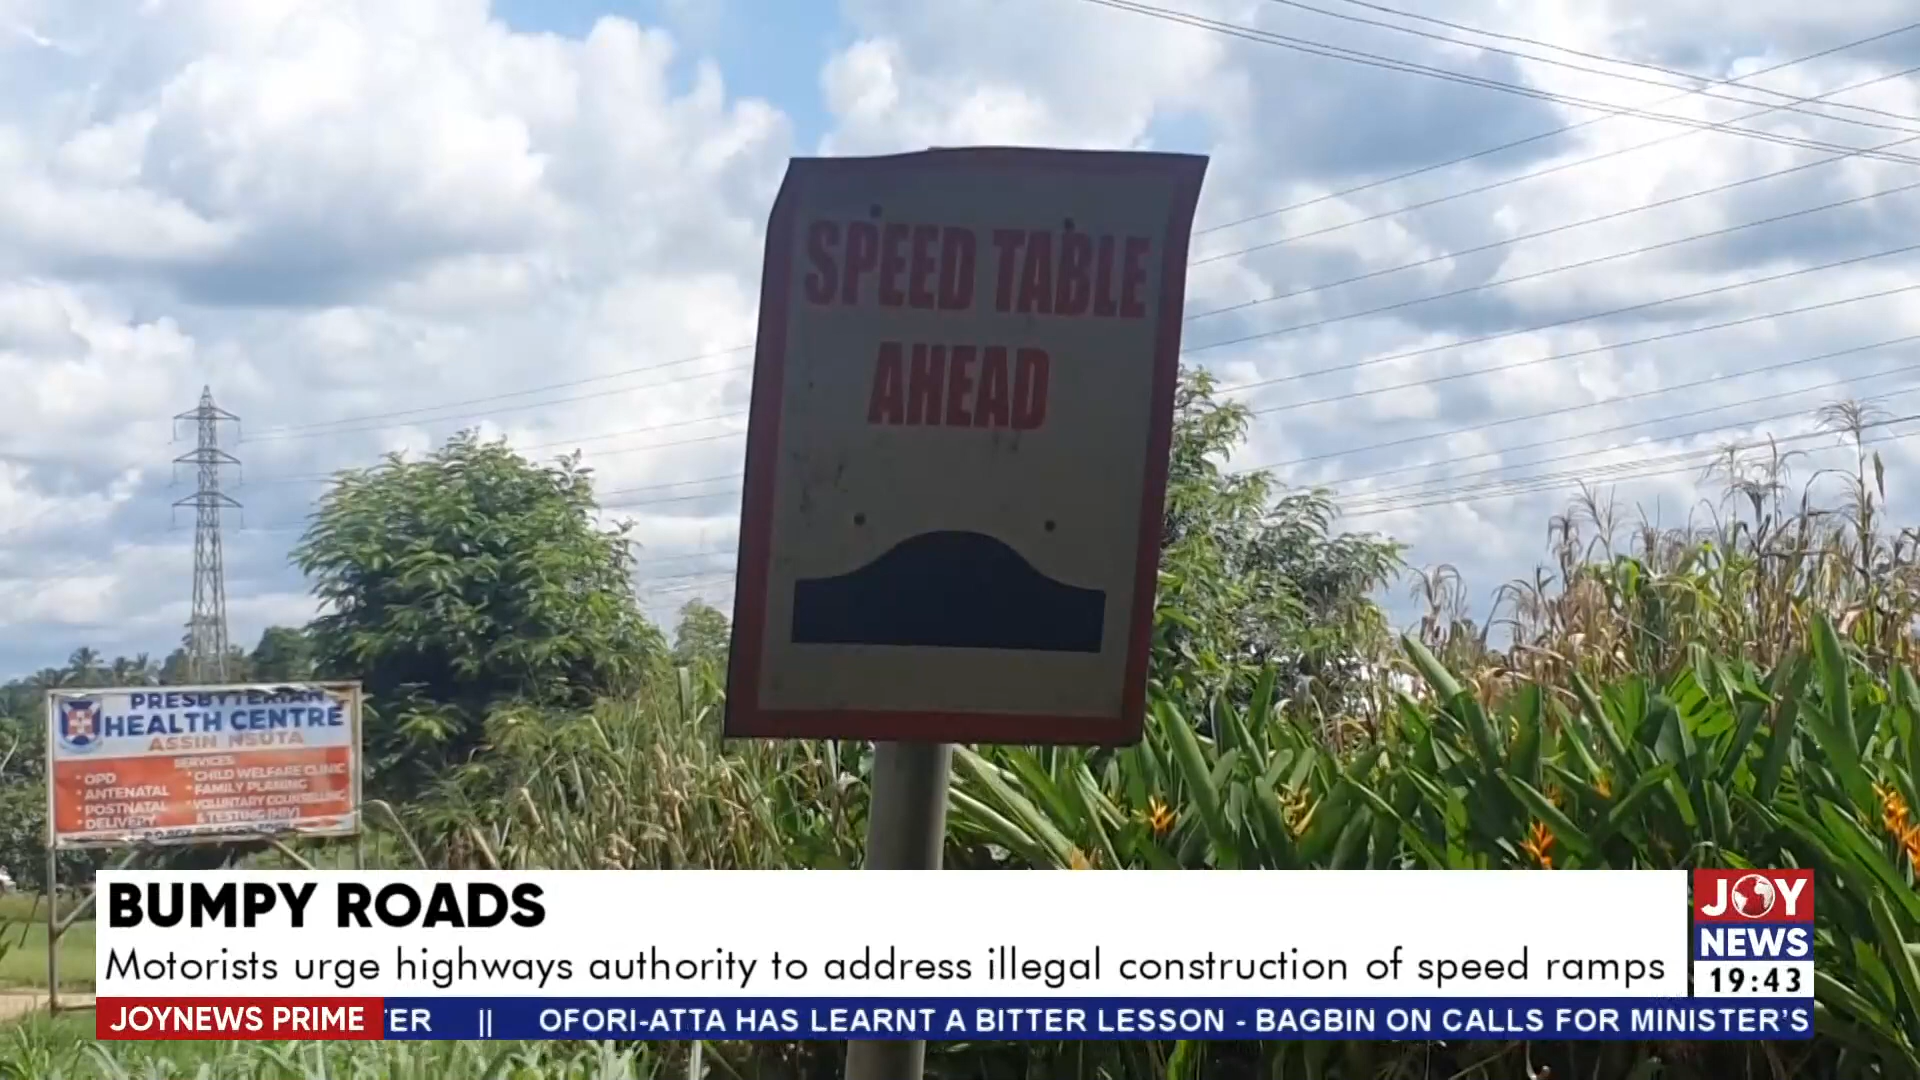 SPEED TABLE
AHEAD
PRESBYTERIAN
HEALTH CENTRE
ASSIN NSUTA
SERVICES
* OPD
* ANTENATAL
* POSTNATAL
* DELIVERY
* CHILD WELFARE CLINIC
* FAMILY PLANING
* VOLUNTARY COUNSELLING
& TESTING (HIV)
BUMPY ROADS
Motorists urge highways authority to address illegal construction of speed ramps
JOY
NEWS
19:43
JOYNEWS PRIME
TER || OFORI-ATTA HAS LEARNT A BITTER LESSON - BAGBIN ON CALLS FOR MINISTER'S